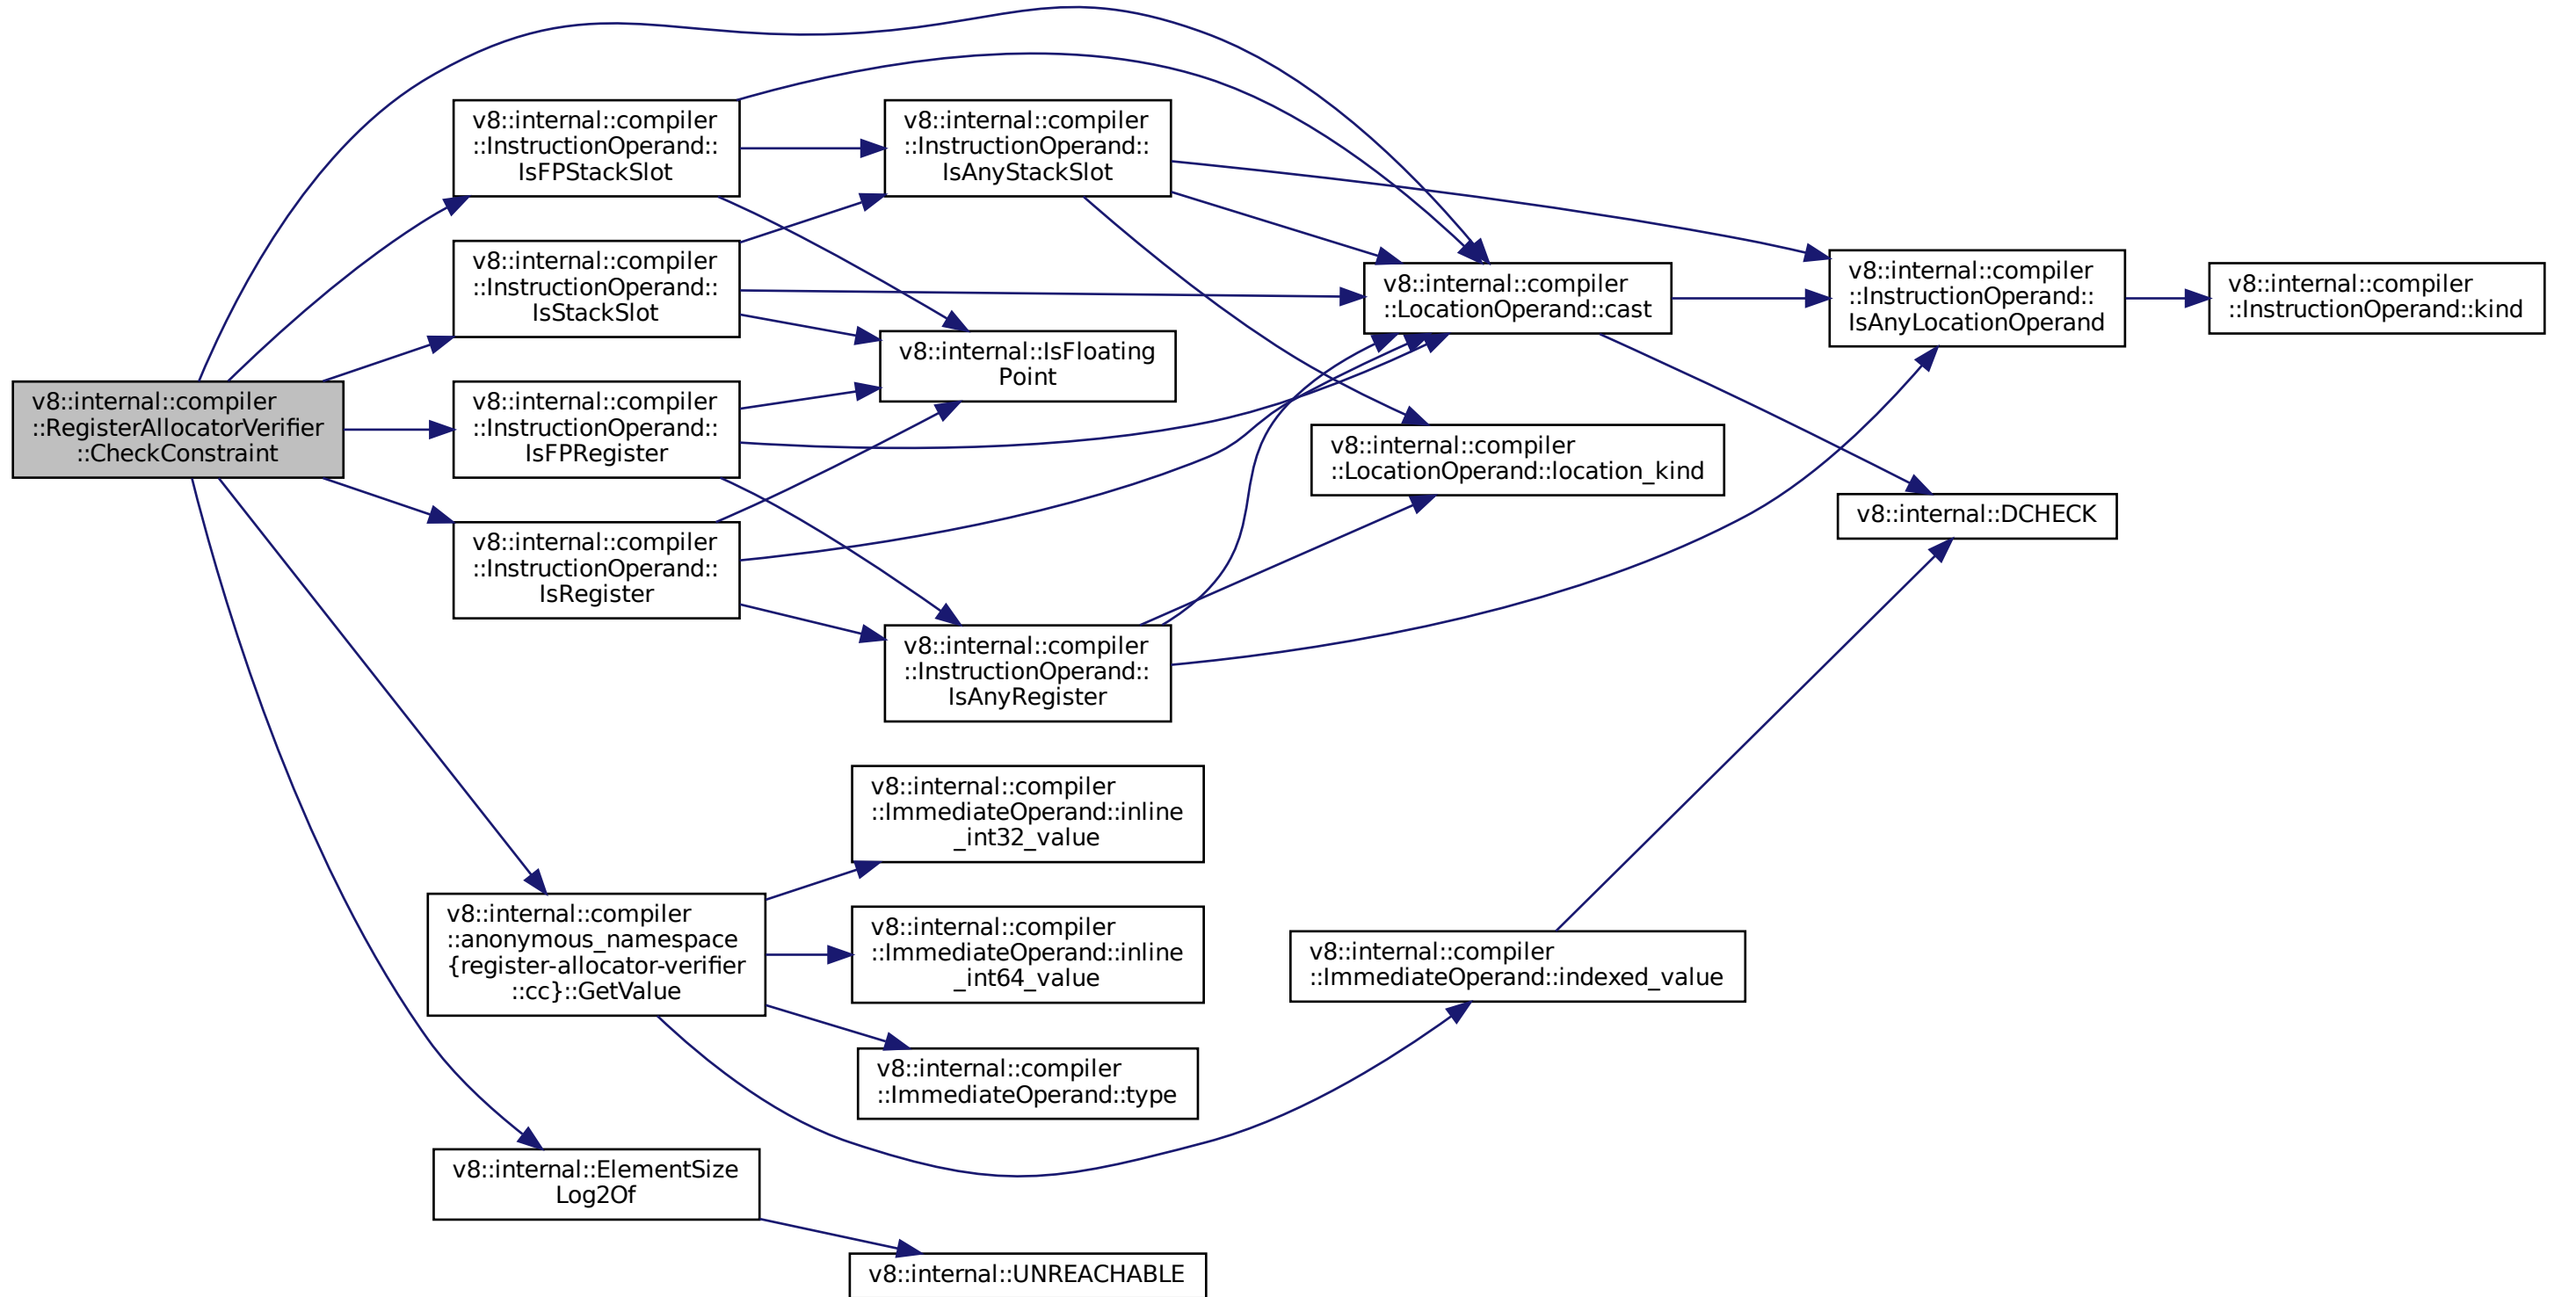 v8::internal::compiler
::RegisterAllocatorVerifier
::CheckConstraint
v8::internal::compiler
::InstructionOperand::
IsFPStackSlot
v8::internal::compiler
::InstructionOperand::
IsStackSlot
v8::internal::compiler
::InstructionOperand::
IsFPRegister
v8::internal::compiler
::InstructionOperand::
IsRegister
v8::internal::compiler
::anonymous_namespace
{register-allocator-verifier
::cc}::GetValue
v8::internal::ElementSize
Log2Of
v8::internal::compiler
::InstructionOperand::
IsAnyStackSlot
v8::internal::IsFloating
Point
v8::internal::compiler
::InstructionOperand::
IsAnyRegister
v8::internal::compiler
::ImmediateOperand::inline
_int32_value
v8::internal::compiler
::ImmediateOperand::inline
_int64_value
v8::internal::compiler
::ImmediateOperand::type
v8::internal::UNREACHABLE
v8::internal::compiler
::LocationOperand::cast
v8::internal::compiler
::LocationOperand::location_kind
v8::internal::compiler
::ImmediateOperand::indexed_value
v8::internal::compiler
::InstructionOperand::
IsAnyLocationOperand
v8::internal::DCHECK
v8::internal::compiler
::InstructionOperand::kind